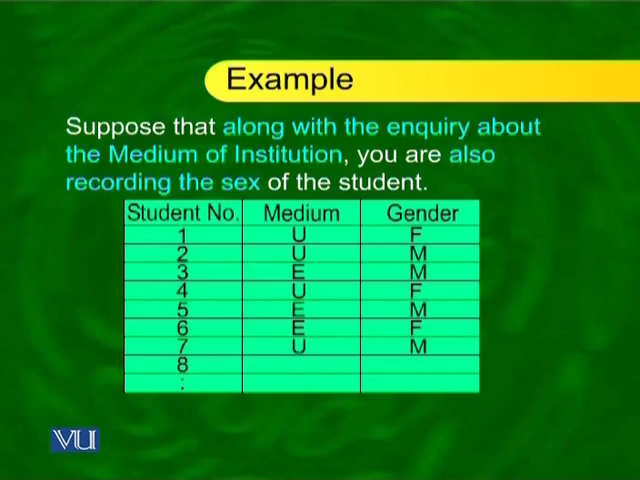 Example
Suppose that along with the enquiry about
the Medium of Institution, you are also
recording the sex of the student.
Student No. Medium Gender
1 U F
2 U M
3 E M
4 U F
5 E M
6 E F
7 U M
8
:
VU